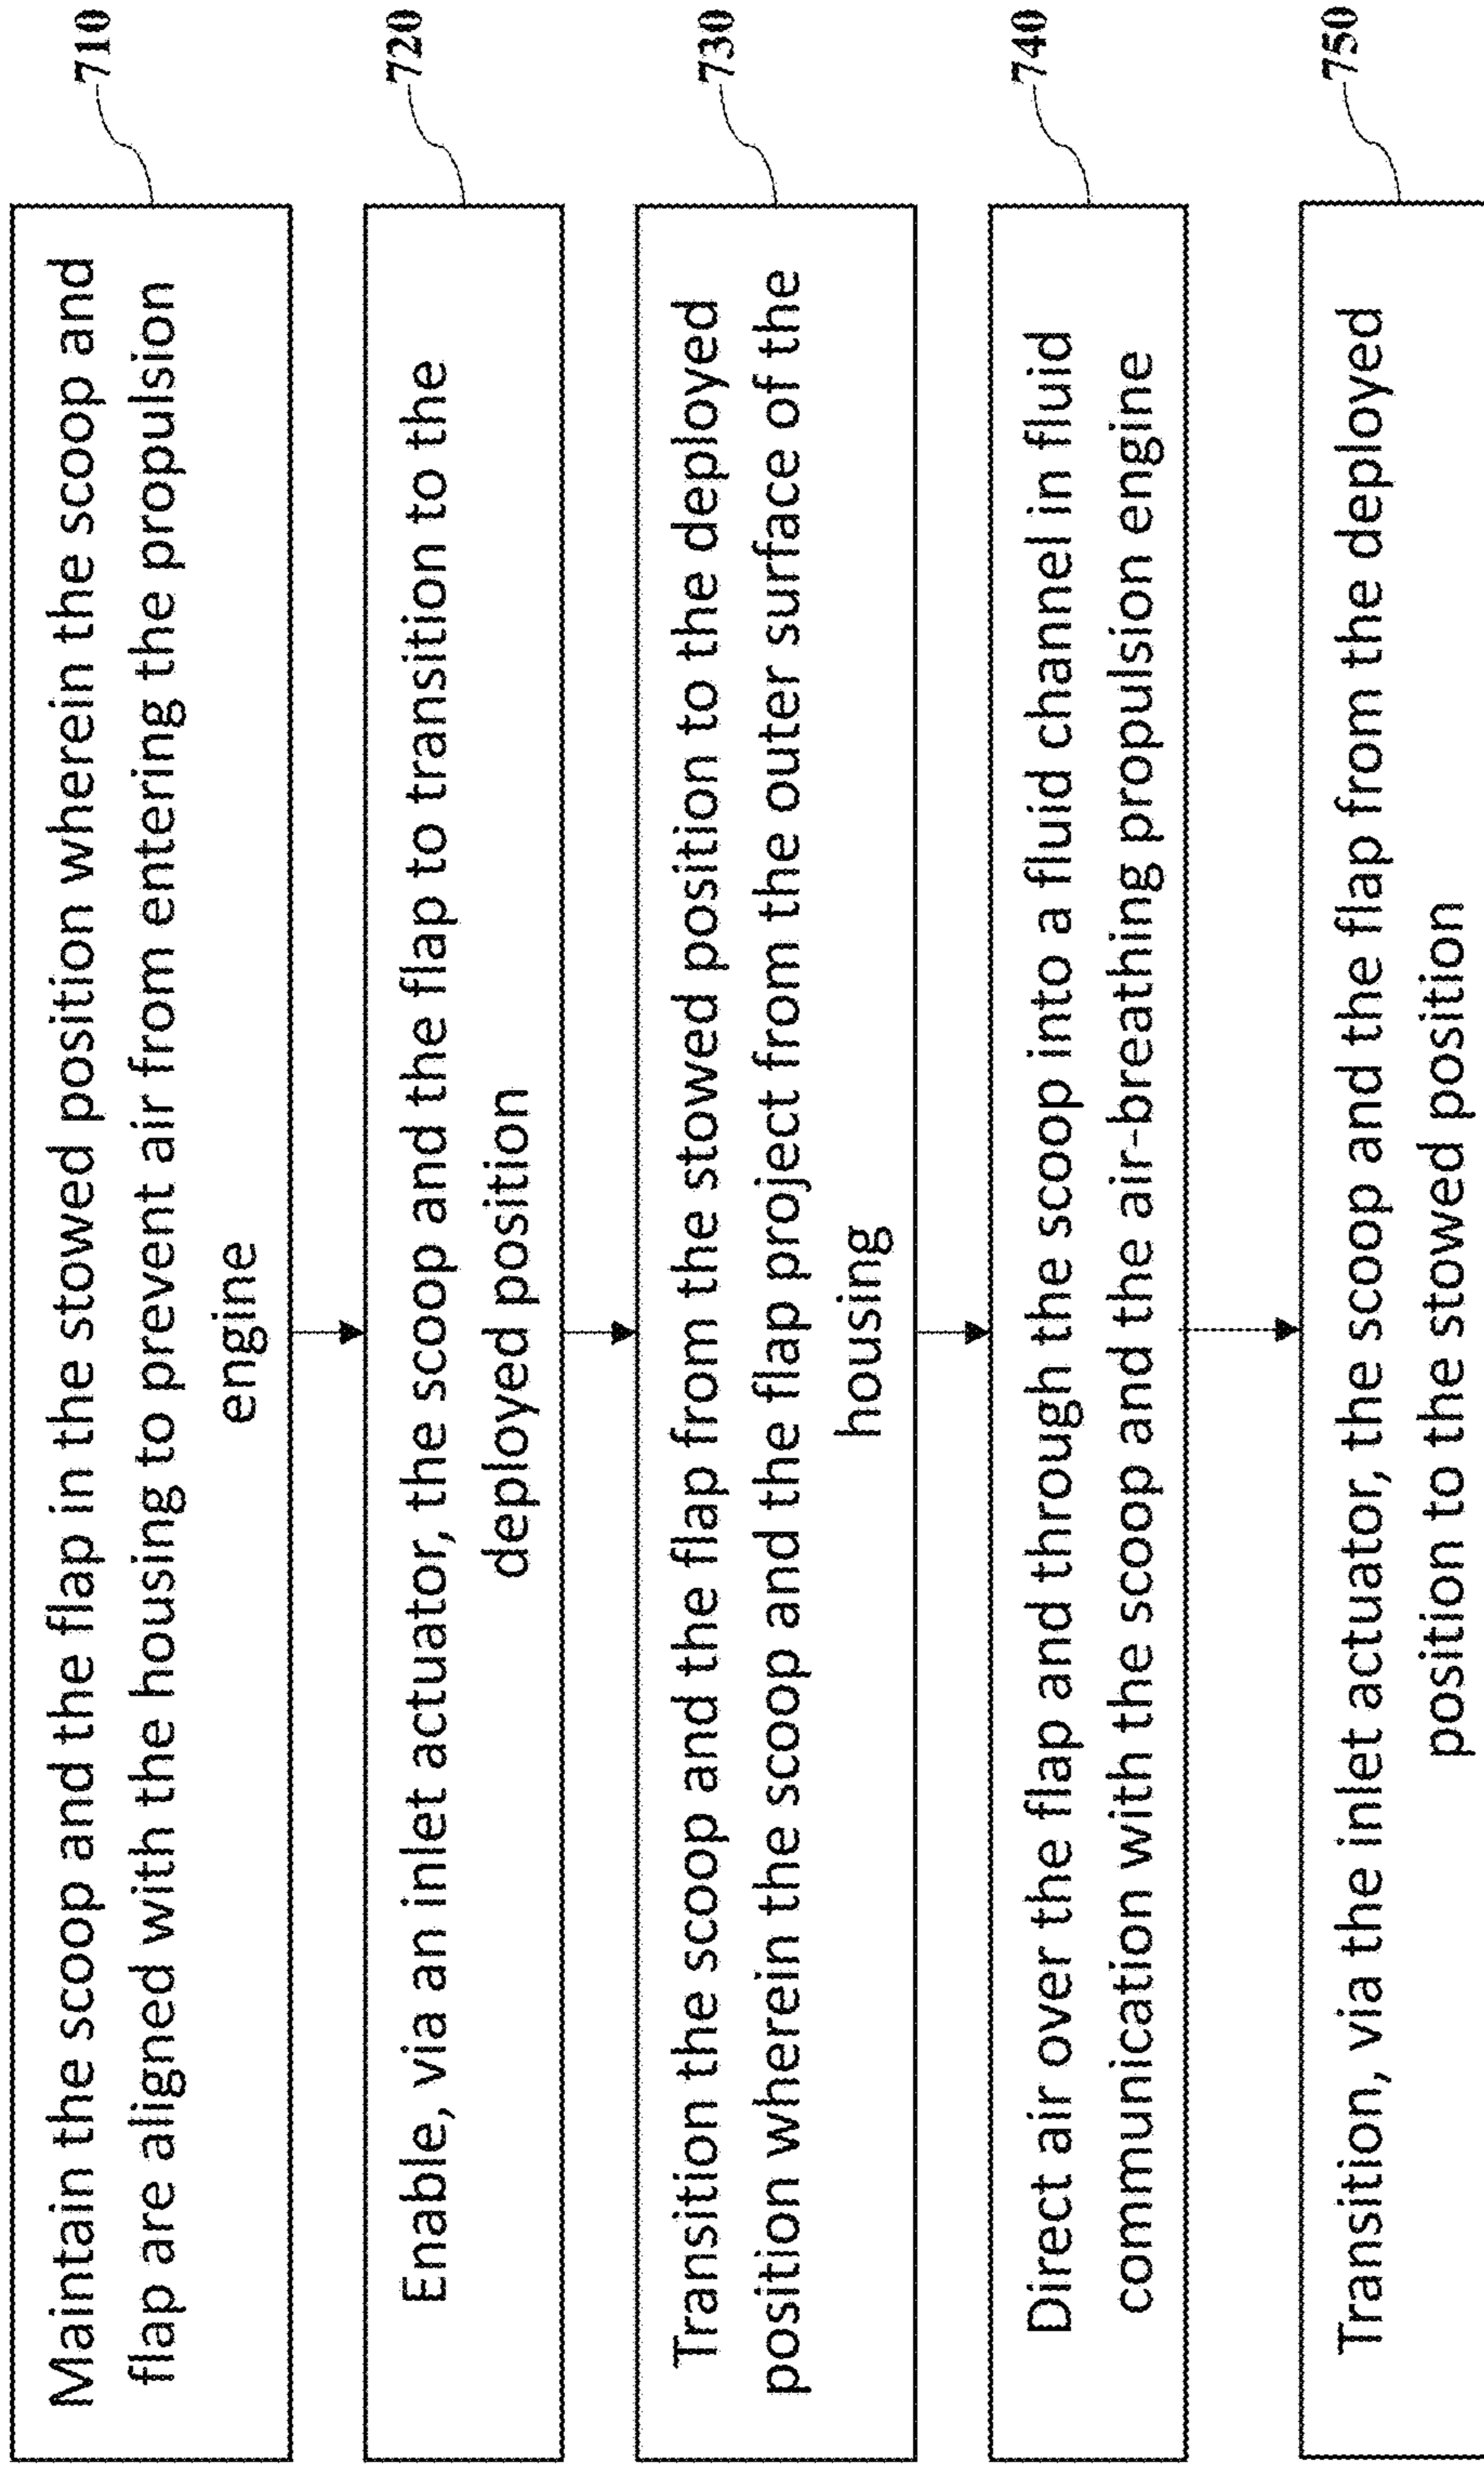 Maintain the scoop and the flap in the stowed position wherein the scoop and
flap are aligned with the housing to prevent air from entering the propulsion
engine
710
Enable, via an inlet actuator, the scoop and the flap to transition to the
deployed position
720
Transition the scoop and the flap from the stowed position to the deployed
position wherein the scoop and the flap project from the outer surface of the
housing
730
Direct air over the flap and through the scoop into a fluid channel in fluid
communication with the scoop and the air-breathing propulsion engine
740
Transition, via the inlet actuator, the scoop and the flap from the deployed
position to the stowed position
750